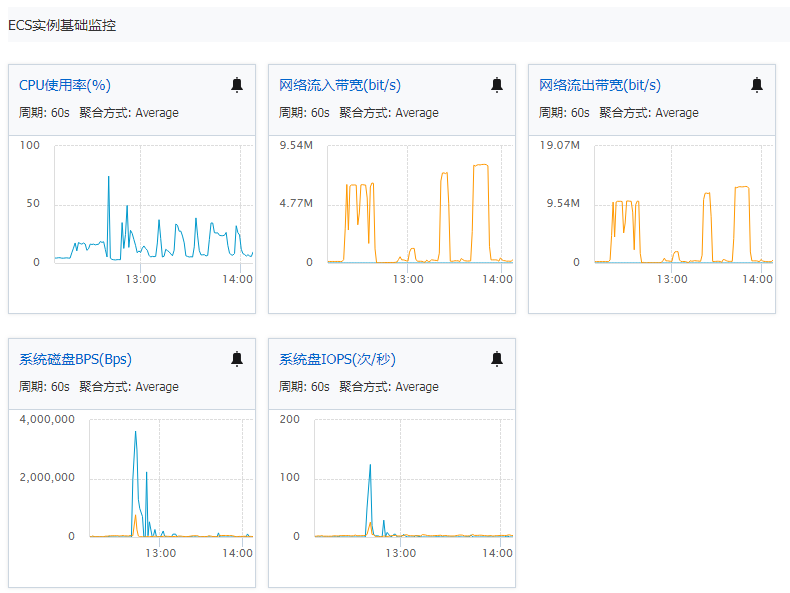 ECS实例基础监控
CPU使用率(%)
周期: 60s 聚合方式: Average
100
50
0
13:00 14:00
网络流入带宽(bit/s)
周期: 60s 聚合方式: Average
9.54M
4.77M
0
13:00 14:00
网络流出带宽(bit/s)
周期: 60s 聚合方式: Average
19.07M
9.54M
0
13:00 14:00
系统磁盘BPS(Bps)
周期: 60s 聚合方式: Average
4,000,000
2,000,000
0
13:00 14:00
系统盘IOPS(次/秒)
周期: 60s 聚合方式: Average
200
100
0
13:00 14:00